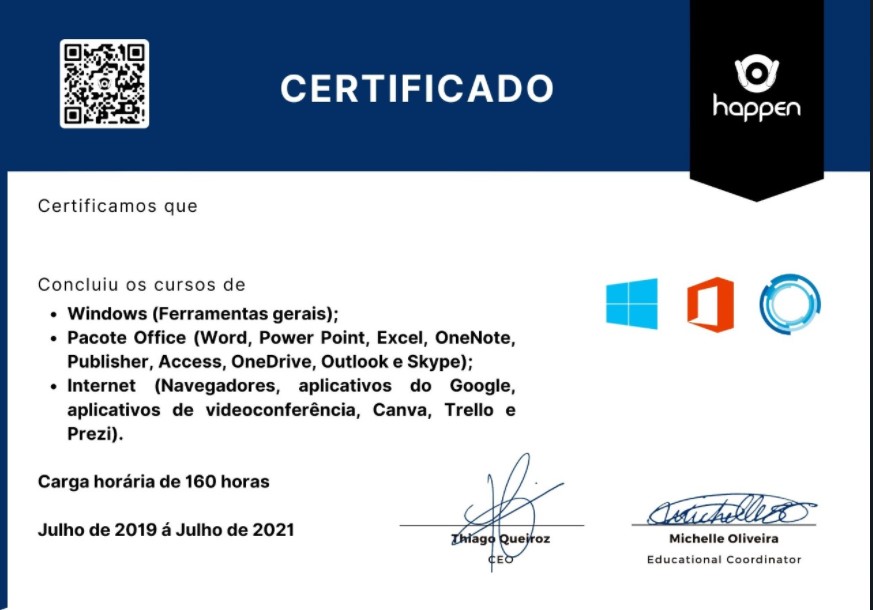 CERTIFICADO
happen
Certificamos que
Concluiu os cursos de
• Windows (Ferramentas gerais);
• Pacote Office (Word, Power Point, Excel, OneNote,
Publisher, Access, OneDrive, Outlook e Skype);
• Internet (Navegadores, aplicativos do Google,
aplicativos de videoconferência, Canva, Trello e
Prezi).
Carga horária de 160 horas
Julho de 2019 á Julho de 2021
Thiago Queiroz
CEO
Michelle Oliveira
Educational Coordinator